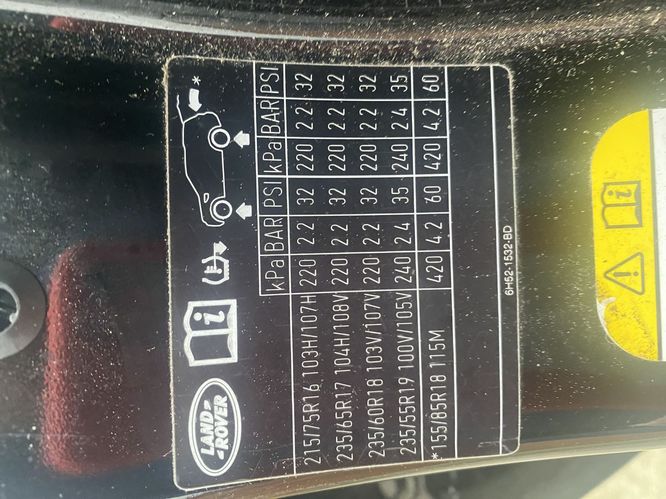 LAND ROVER
*
kPa BAR PSI kPa BAR PSI
215/75R16 103H/107H 220 2.2 32 220 2.2 32
235/65R17 104H/108V 220 2.2 32 220 2.2 32
235/60R18 103V/107V 220 2.2 32 220 2.2 32
235/55R19 100V/105V 240 2.4 35 240 2.4 35
*155/85R18 115M 420 4.2 60 420 4.2 60
6H52-1532-BD